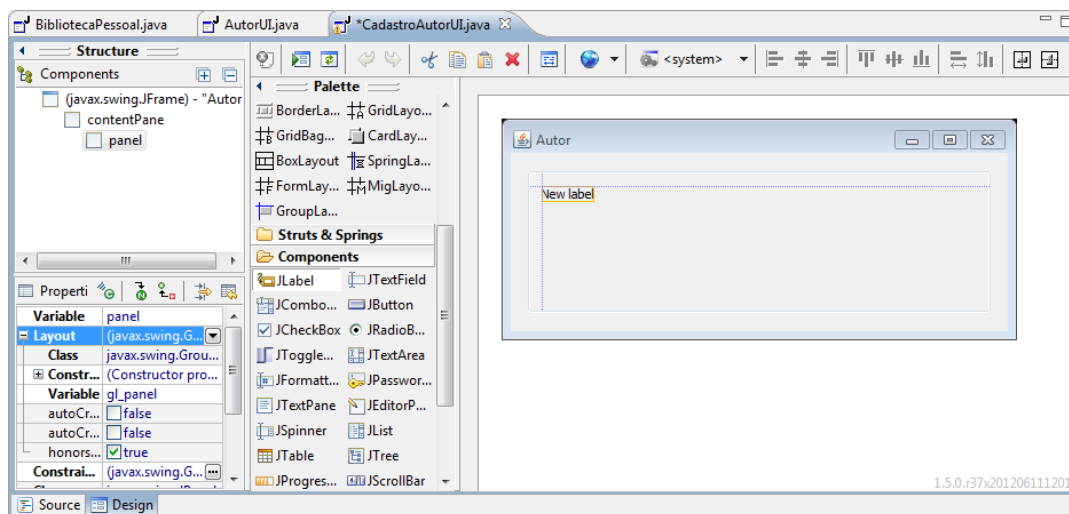 BibliotecaPessoal.java AutorUI.java *CadastroAutorUI.java
Structure
Components
(javax.swing.JFrame) - "Autor
contentPane
panel
Properti
Variable panel
Layout (javax.swing.G...
Class javax.swing.Grou...
Constr... (Constructor pro...
Variable gl_panel
autoCr... false
autoCr... false
honors... true
Constrai... (javax.swing.G...
Source Design
<system>
Palette
BorderLa... GridLayo...
GridBag... CardLay...
BoxLayout SpringLa...
FormLay... MigLayo...
GroupLa...
Struts & Springs
Components
JLabel JTextField
JCombo... JButton
JCheckBox JRadioB...
JToggle... JTextArea
JFormatt... JPasswor...
JTextPane JEditorP...
JSpinner JList
JTable JTree
JProgres... JScrollBar
Autor
New label
1.5.0.r37x201206111201